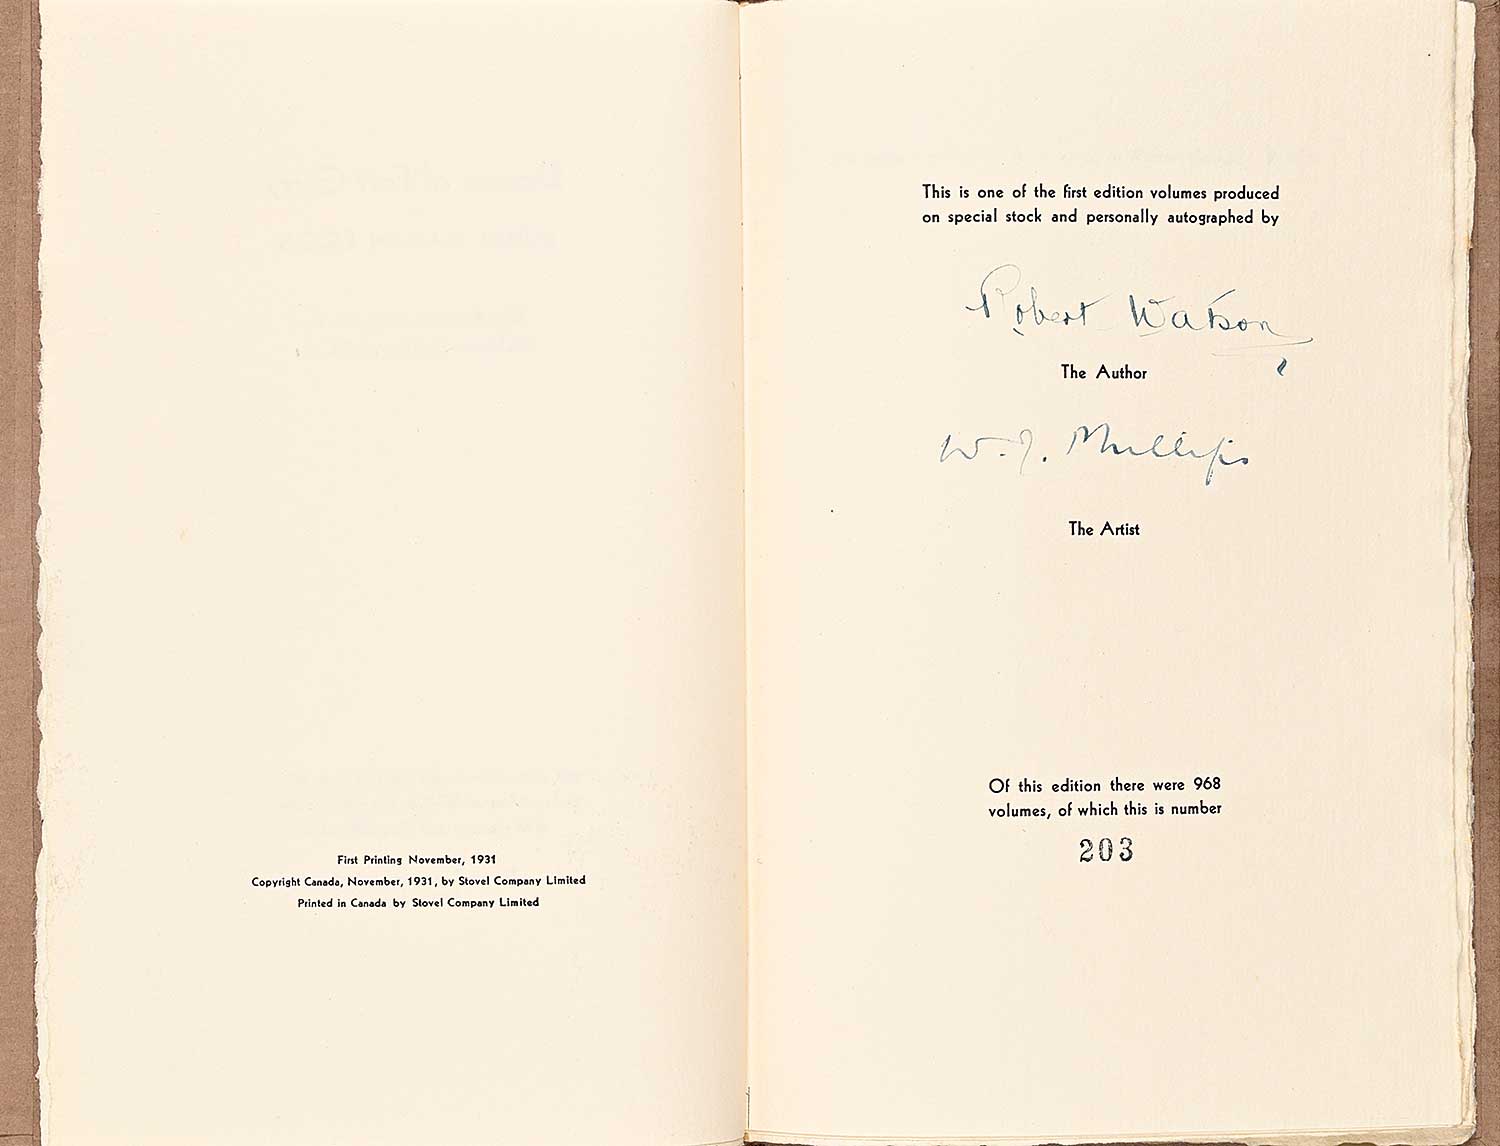 First Printing November, 1931
Copyright Canada, November, 1931, by Stovel Company Limited
Printed in Canada by Stovel Company Limited
This is one of the first edition volumes produced
on special stock and personally autographed by
Robert Watson
The Author
W. J. Phillips
The Artist
Of this edition there were 968
volumes, of which this is number
203